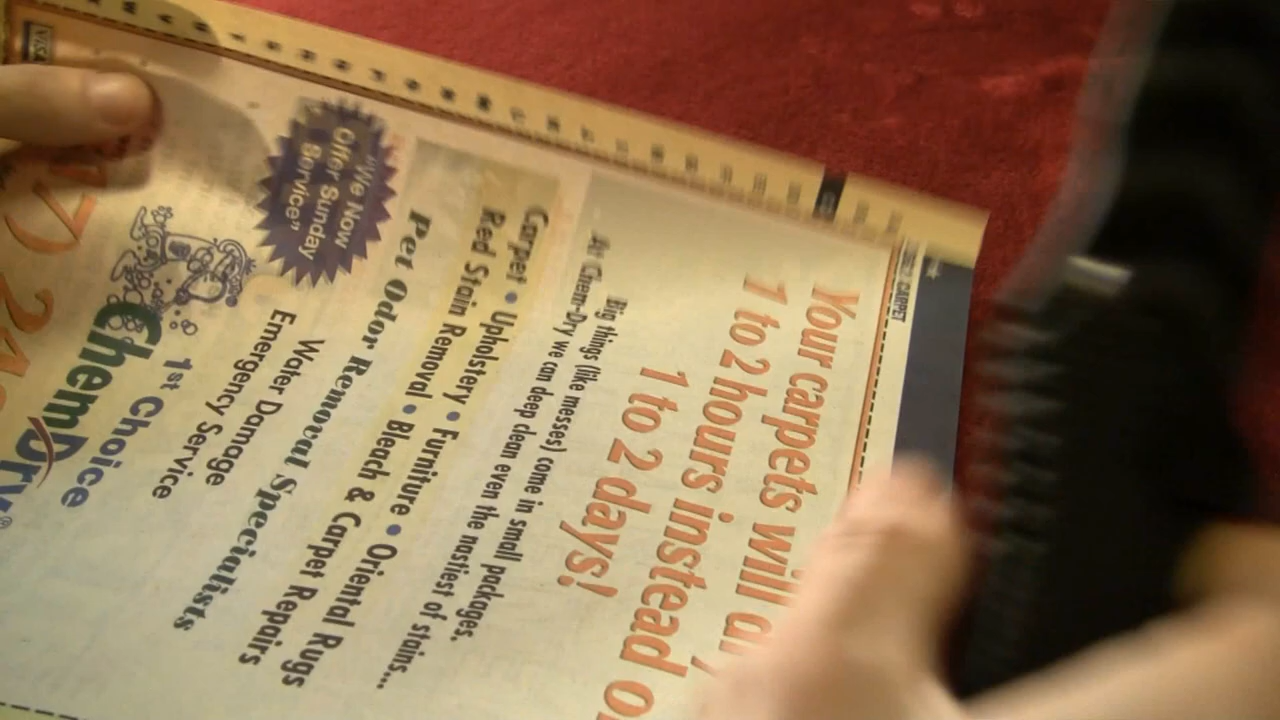 CARPET
Your carpets will
1 to 2 hours instead
1 to 2 days!
Big things (like messes) come in small packages.
At Chem-Dry we can deep clean even the nastiest of stains...
Carpet • Upholstery • Furniture • Oriental Rugs
Red Stain Removal • Bleach & Carpet Repairs
Pet Odor Removal Specialists
"We Now
Offer Sunday
Service"
Water Damage
Emergency Service
1st Choice
ChemDry®
VISA